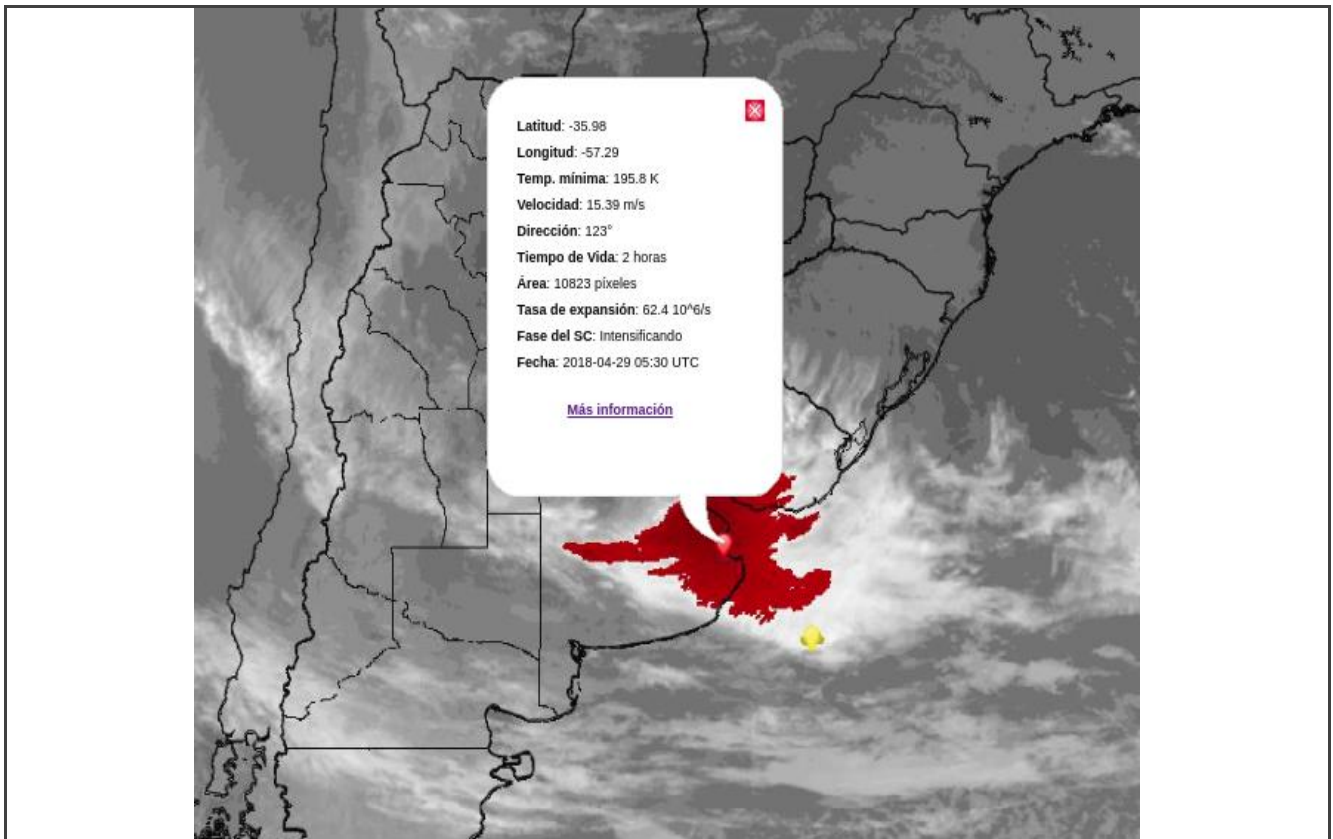 Latitud: -35.98
Longitud: -57.29
Temp. mínima: 195.8 K
Velocidad: 15.39 m/s
Dirección: 123°
Tiempo de Vida: 2 horas
Área: 10823 píxeles
Tasa de expansión: 62.4 10^6/s
Fase del SC: Intensificando
Fecha: 2018-04-29 05:30 UTC
Más información